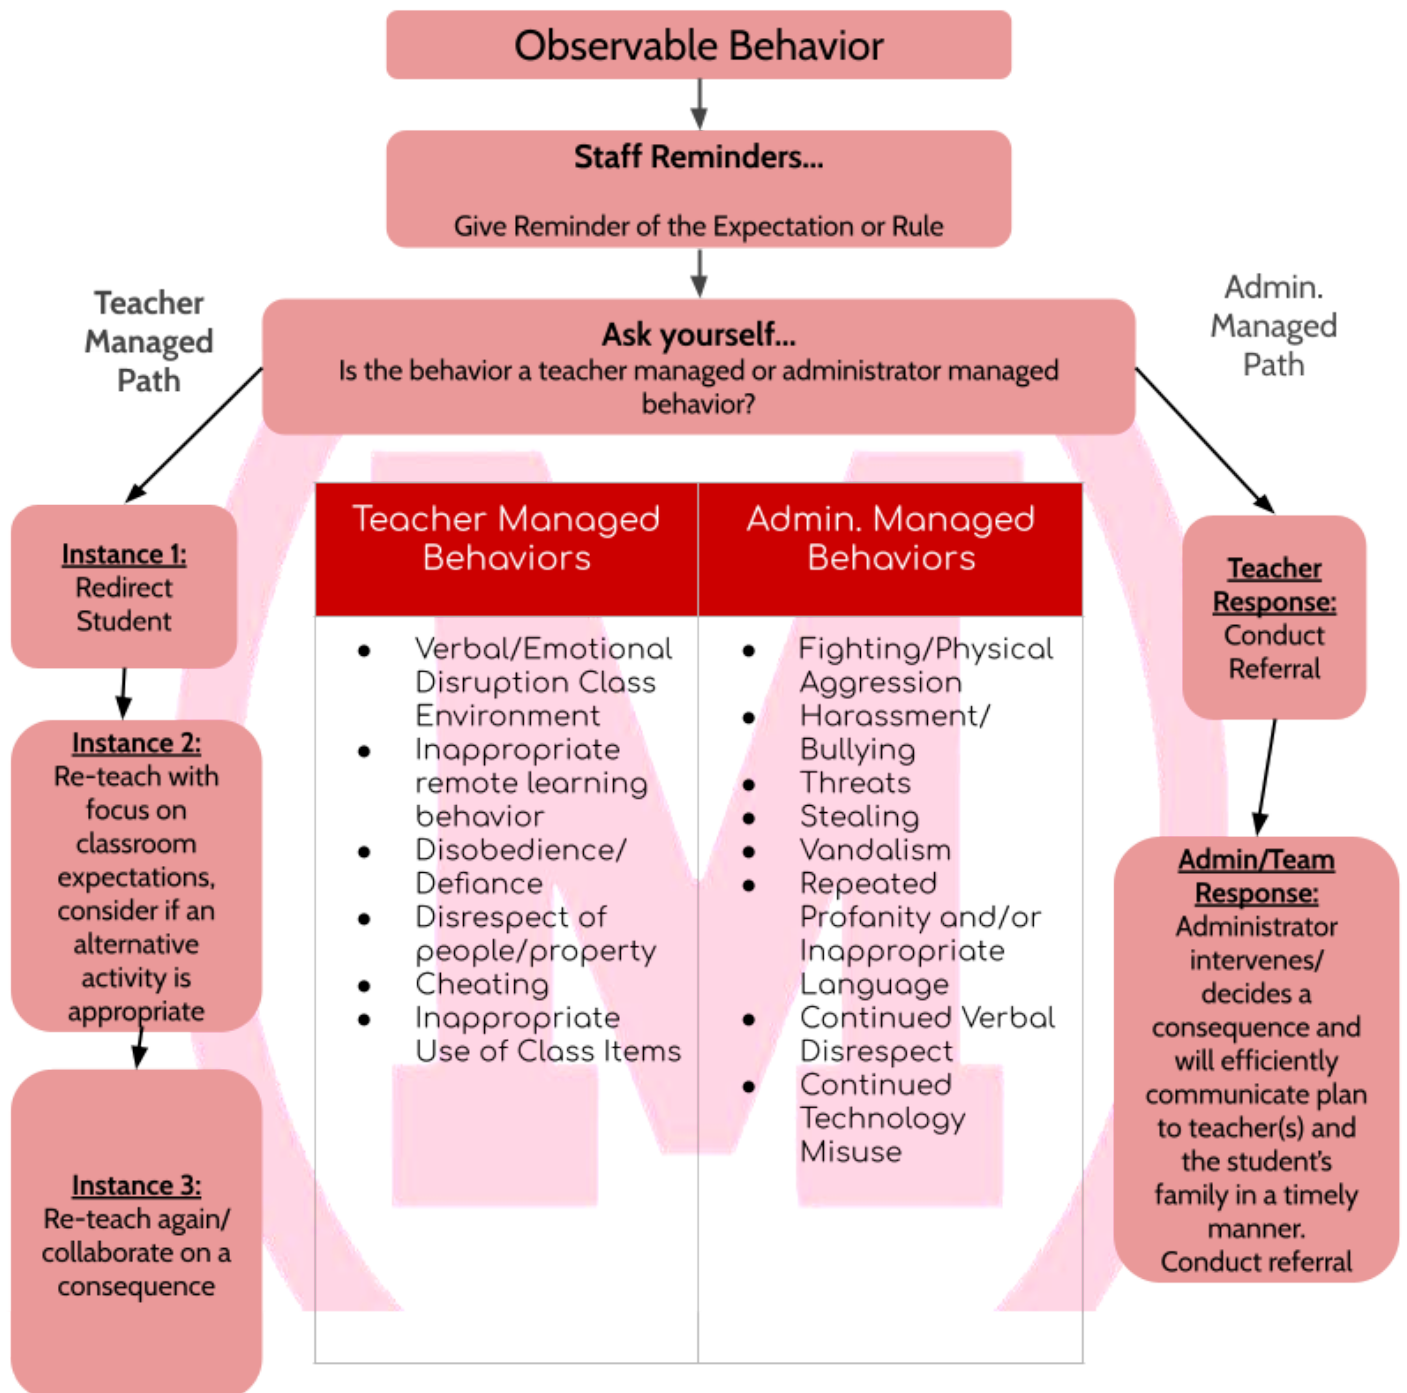 Observable Behavior
Staff Reminders...
Give Reminder of the Expectation or Rule
Teacher
Managed
Path
Admin.
Managed
Path
Ask yourself...
Is the behavior a teacher managed or administrator managed
behavior?
Instance 1:
Redirect
Student
Instance 2:
Re-teach with
focus on
classroom
expectations,
consider if an
alternative
activity is
appropriate
Instance 3:
Re-teach again/
collaborate on a
consequence
Teacher Managed
Behaviors
● Verbal/Emotional
Disruption Class
Environment
● Inappropriate
remote learning
behavior
● Disobedience/
Defiance
● Disrespect of
people/property
● Cheating
● Inappropriate
Use of Class Items
Admin. Managed
Behaviors
● Fighting/Physical
Aggression
● Harassment/
Bullying
● Threats
● Stealing
● Vandalism
● Repeated
Profanity and/or
Inappropriate
Language
● Continued Verbal
Disrespect
● Continued
Technology
Misuse
Teacher
Response:
Conduct
Referral
Admin/Team
Response:
Administrator
intervenes/
decides a
consequence and
will efficiently
communicate plan
to teacher(s) and
the student's
family in a timely
manner.
Conduct referral
M